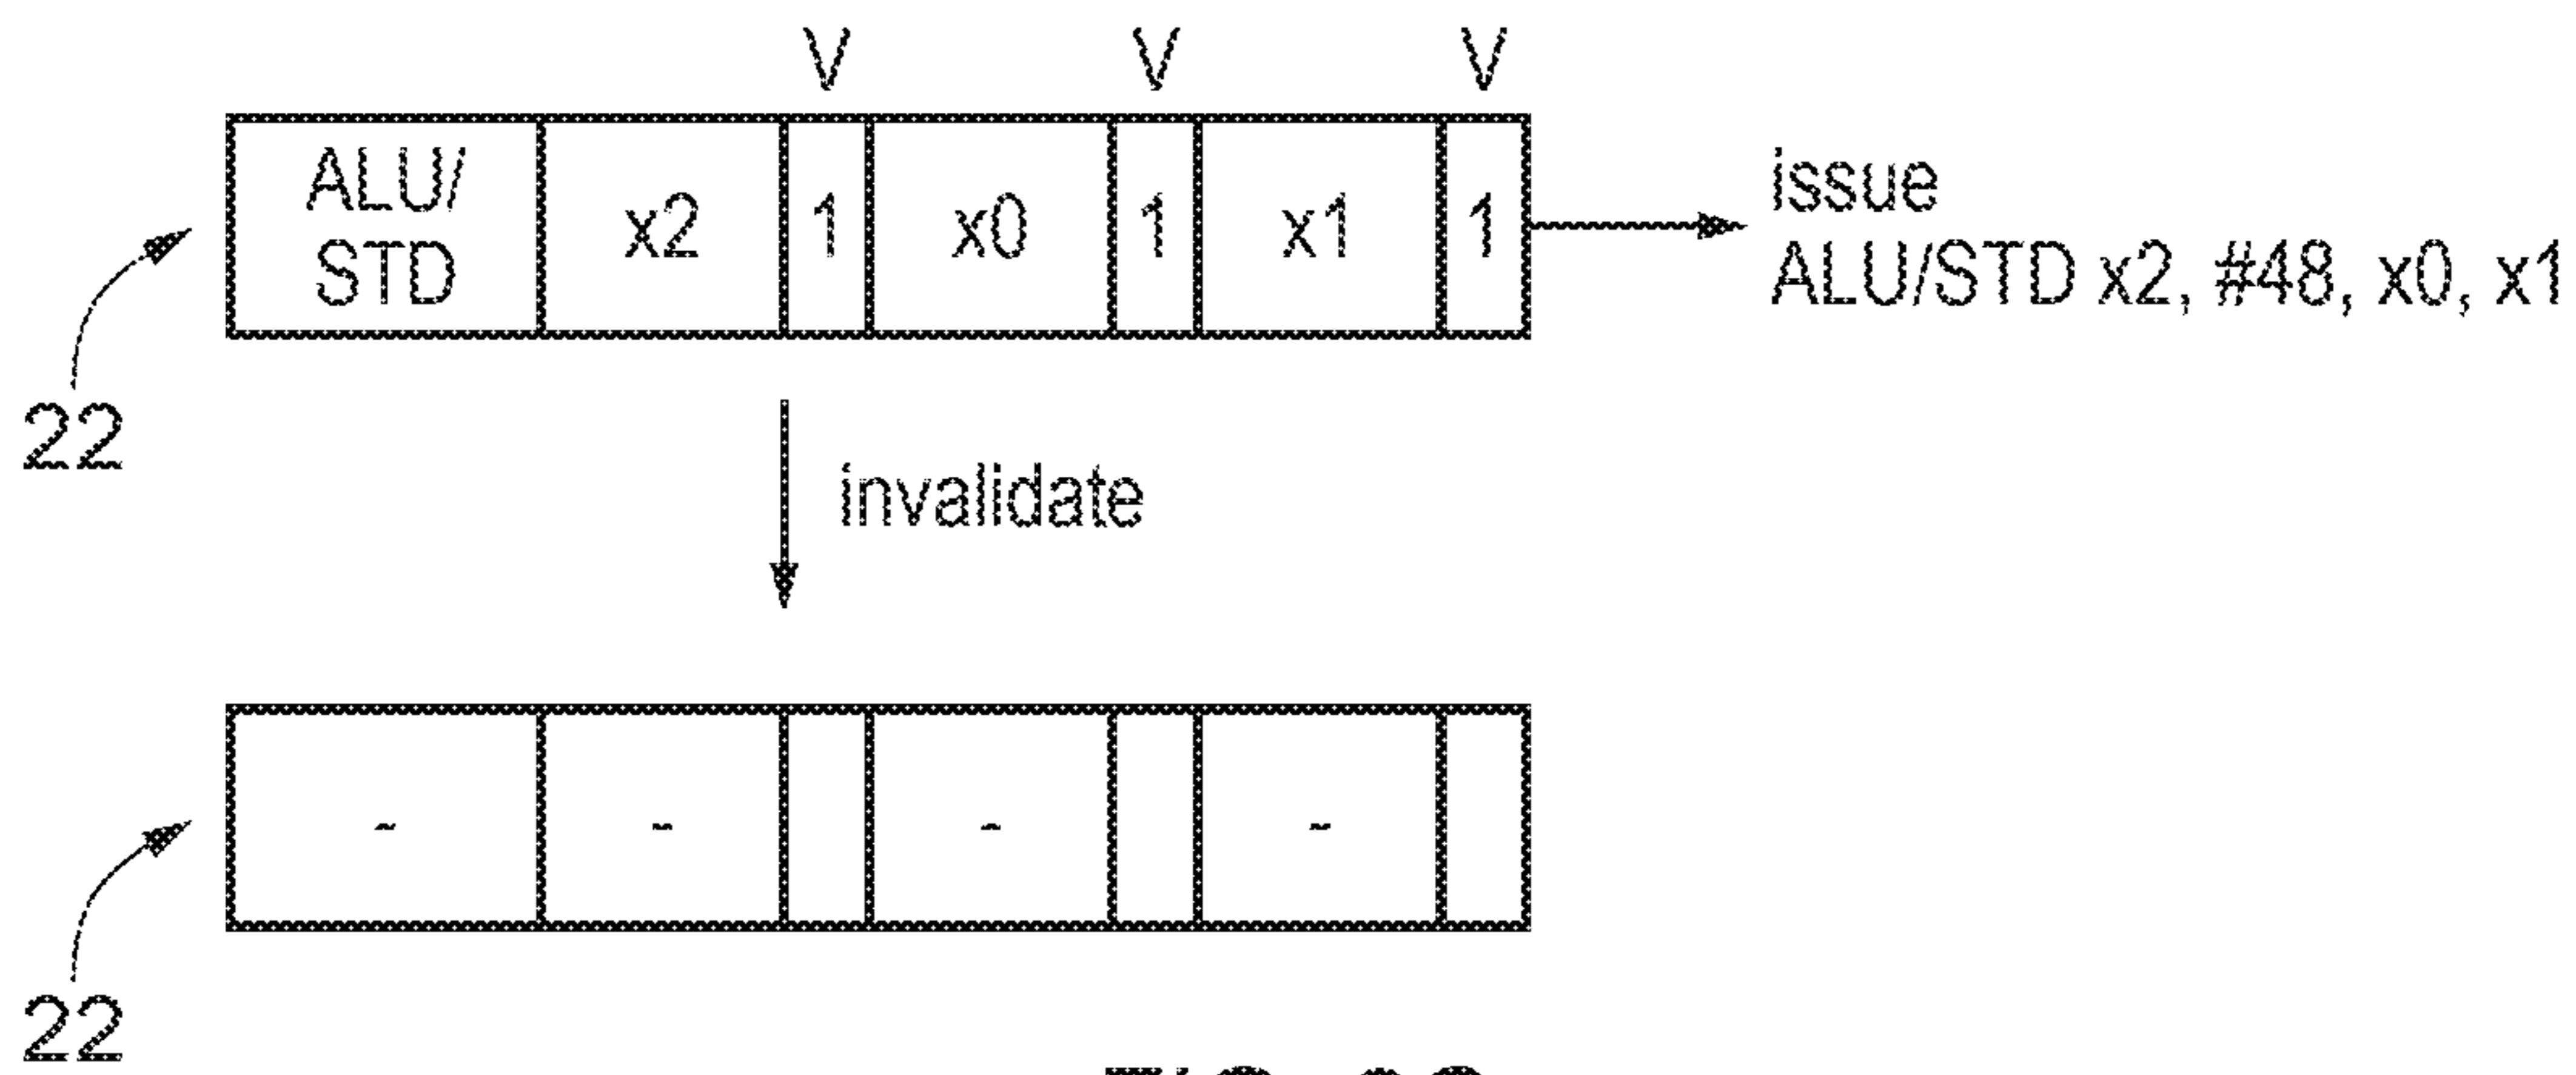 V V V
ALU/
STD
x2 1 x0 1 x1 1
issue
ALU/STD x2, #48, x0, x1
22
invalidate
- - - -
22